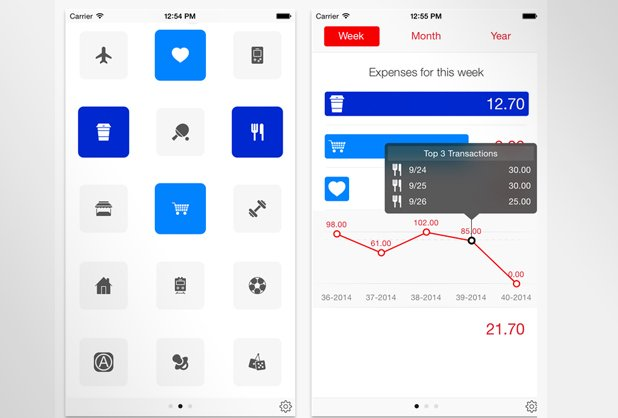 Carrier 12:54 PM
A
Carrier 12:55 PM
Week Month Year
Expenses for this week
12.70
Top 3 Transactions
9/24 30.00
9/25 30.00
9/26 25.00
98.00
61.00
102.00
85.00
0.00
36-2014 37-2014 38-2014 39-2014 40-2014
21.70